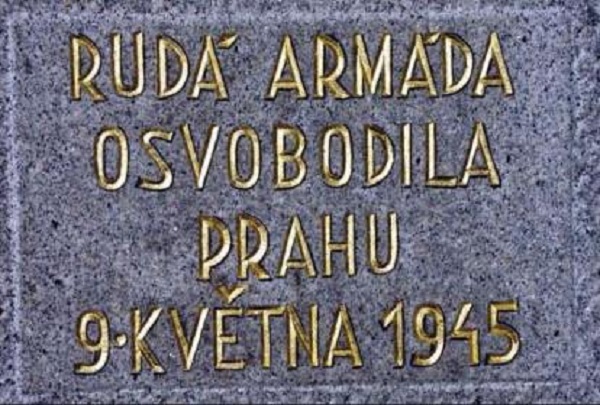 RUDÁ ARMÁDA
OSVOBODILA
PRAHU
9·KVĚTNA 1945